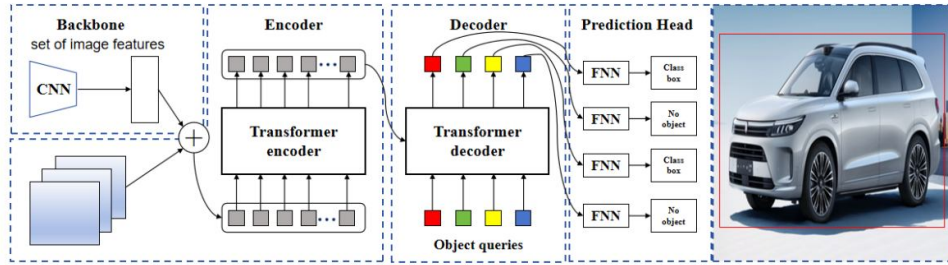 Backbone
set of image features
CNN
Encoder
Transformer
encoder
Decoder
Transformer
decoder
Object queries
Prediction Head
FNN
Class
box
FNN
No
object
FNN
Class
box
FNN
No
object